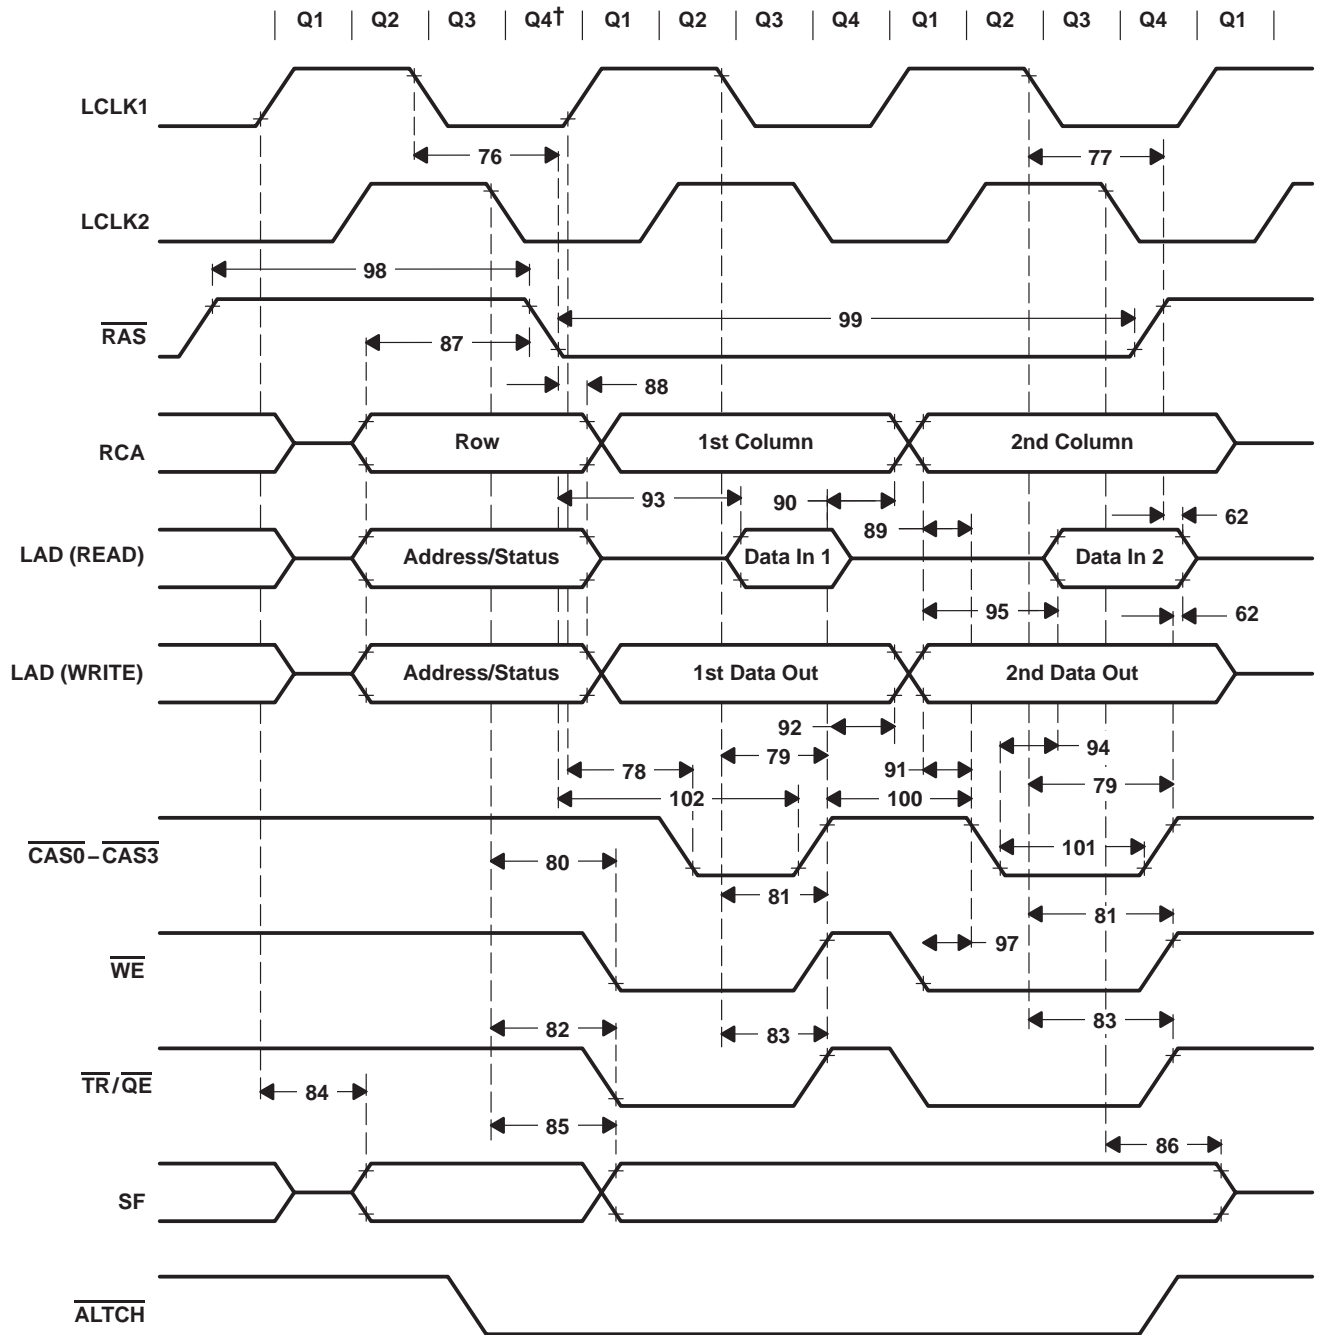 Q1 Q2 Q3 Q4† Q1 Q2 Q3 Q4 Q1 Q2 Q3 Q4 Q1
LCLK1
76 77
LCLK2
98
RAS
99
87
88
RCA Row 1st Column 2nd Column
93 90 62
89
LAD (READ) Address/Status Data In 1 Data In 2
95 62
LAD (WRITE) Address/Status 1st Data Out 2nd Data Out
92 94
79
78 91 79
102 100
CAS0–CAS3 80 101
81
81
97
WE
82 83 83
TR/QE
84
85
86
SF
ALTCH